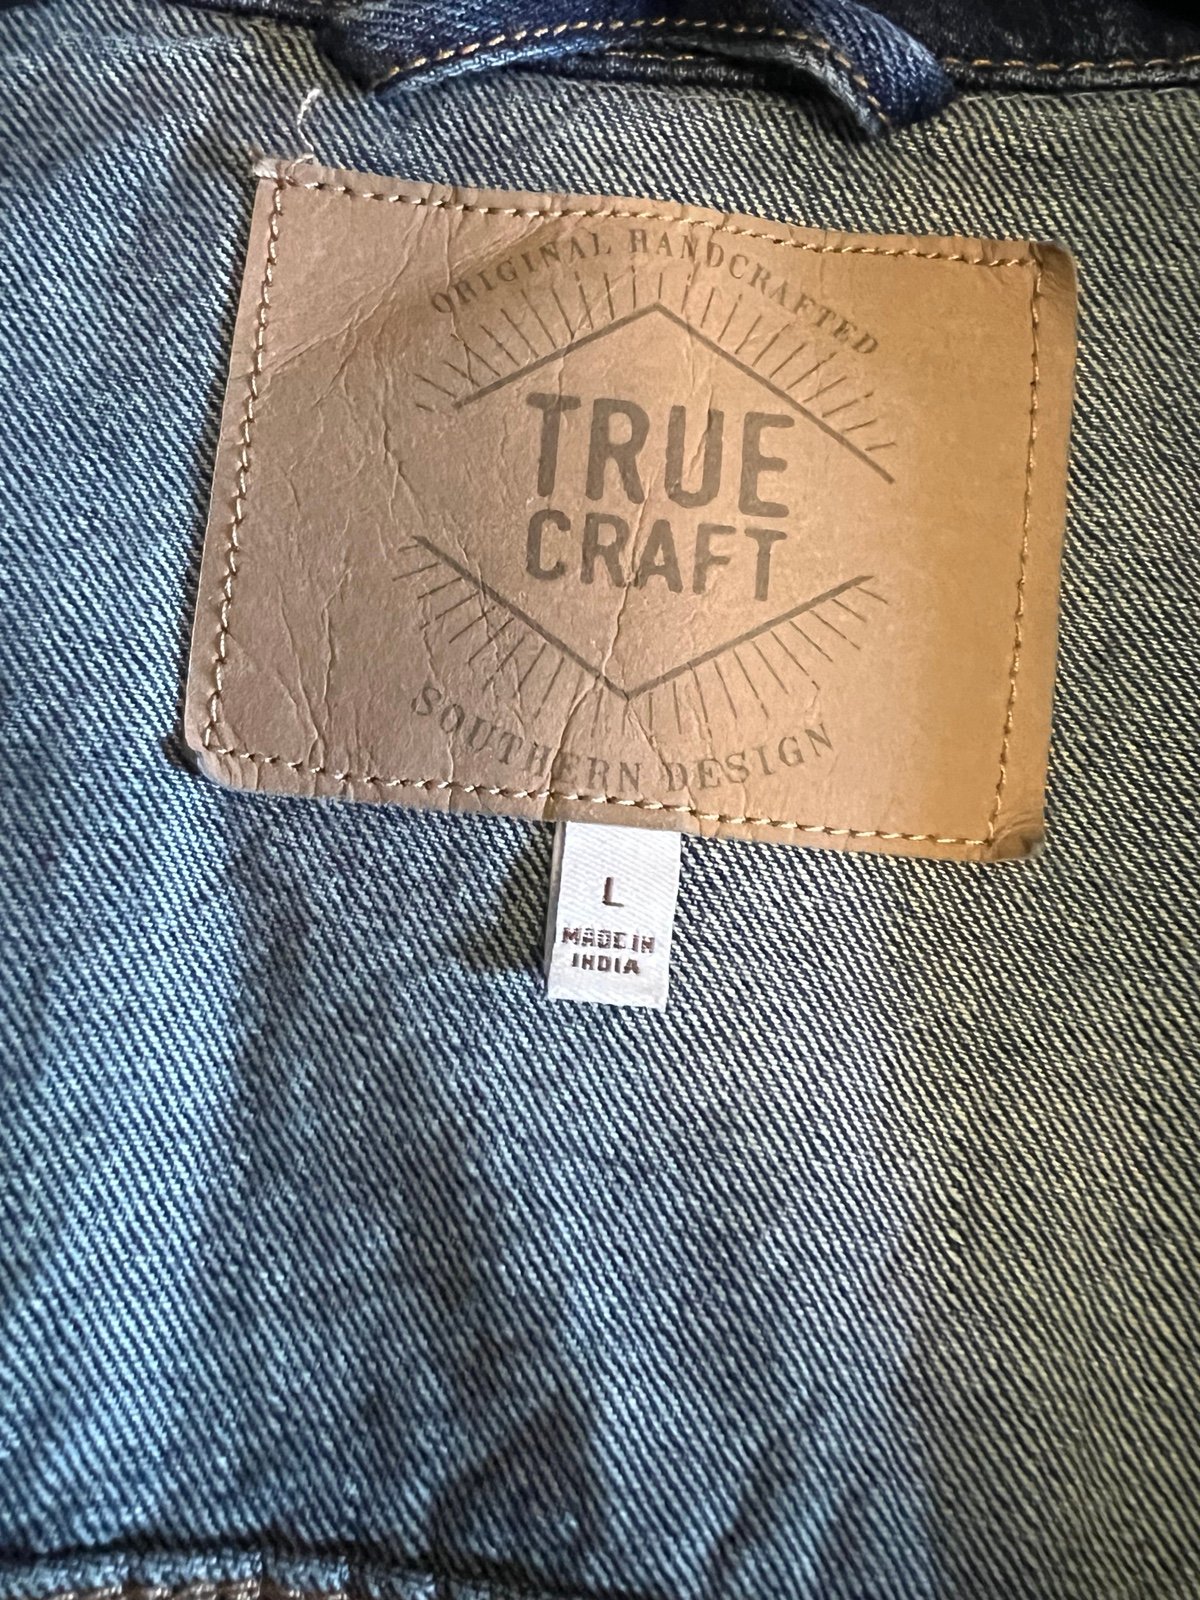 ORIGINAL HANDCRAFTED
TRUE
CRAFT
SOUTHERN DESIGN
L
MADE IN
INDIA